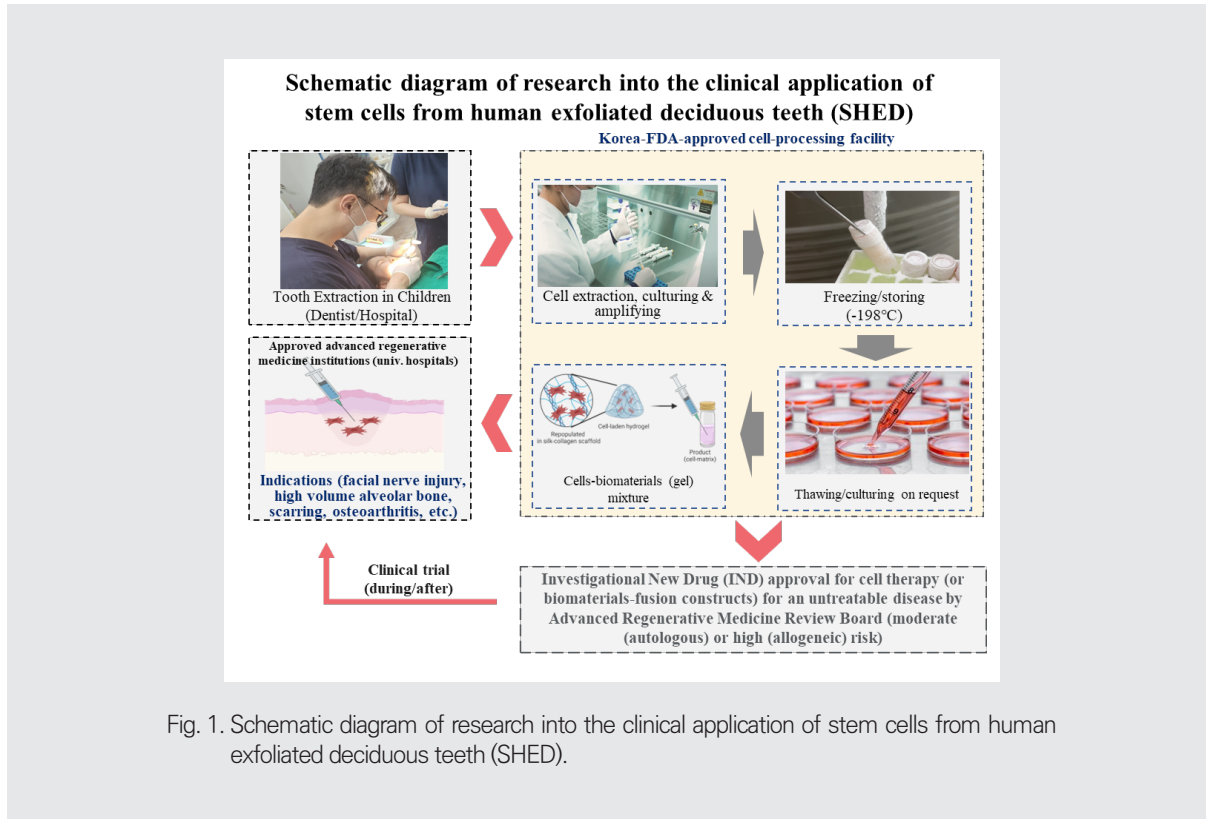 Schematic diagram of research into the clinical application of
stem cells from human exfoliated deciduous teeth (SHED)
Korea-FDA-approved cell-processing facility
Tooth Extraction in Children
(Dentist/Hospital)
Cell extraction, culturing &
amplifying
Freezing/storing
(-198℃)
Approved advanced regenerative
medicine institutions (univ. hospitals)
Indications (facial nerve injury,
high volume alveolar bone,
scarring, osteoarthritis, etc.)
Repopulated
in silk-collagen scaffold
Cell-laden hydrogel
Product
(cell-matrix)
Cells-biomaterials (gel)
mixture
Thawing/culturing on request
Clinical trial
(during/after)
Investigational New Drug (IND) approval for cell therapy (or
biomaterials-fusion constructs) for an untreatable disease by
Advanced Regenerative Medicine Review Board (moderate
(autologous) or high (allogeneic) risk)
Fig. 1. Schematic diagram of research into the clinical application of stem cells from human
exfoliated deciduous teeth (SHED).